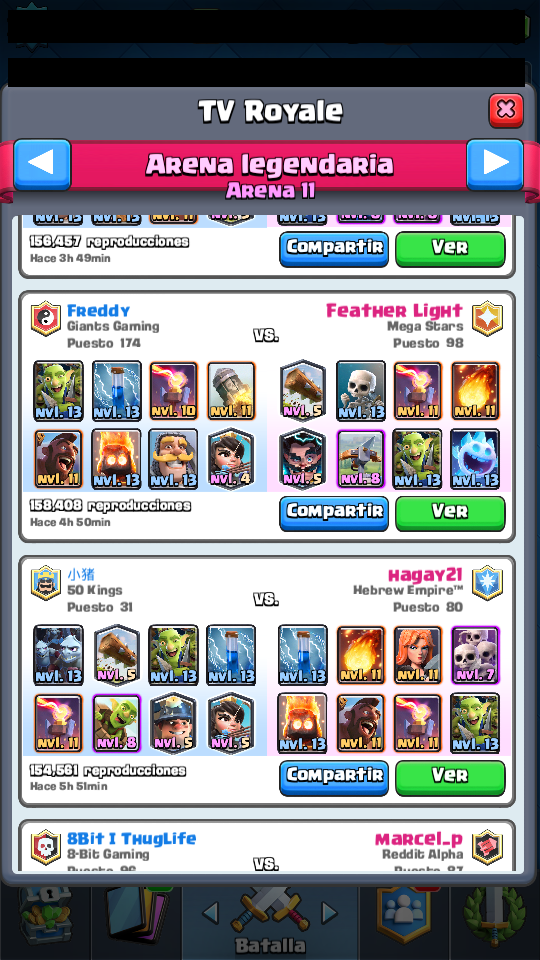 TV Royale
Arena legendaria
Arena 11
156,457 reproducciones
Hace 3h 49min
Compartir
Ver
Freddy
Giants Gaming
Puesto 174
vs.
Feather Light
Mega Stars
Puesto 98
Nvl. 13 Nvl. 13 Nvl. 10 Nvl. 11 Nvl. 5 Nvl. 13 Nvl. 11 Nvl. 11
Nvl. 11 Nvl. 13 Nvl. 13 Nvl. 4 Nvl. 5 Nvl. 8 Nvl. 13 Nvl. 13
158,408 reproducciones
Hace 4h 50min
Compartir
Ver
小猪
50 Kings
Puesto 31
vs.
Hagay21
Hebrew Empire™
Puesto 80
Nvl. 13 Nvl. 5 Nvl. 13 Nvl. 13 Nvl. 13 Nvl. 11 Nvl. 11 Nvl. 7
Nvl. 11 Nvl. 8 Nvl. 5 Nvl. 5 Nvl. 13 Nvl. 11 Nvl. 11 Nvl. 13
154,561 reproducciones
Hace 5h 51min
Compartir
Ver
8Bit I ThugLife
8-Bit Gaming
Puesto 96
vs.
Marcel_p
Reddit Alpha
Puesto 87
Batalla